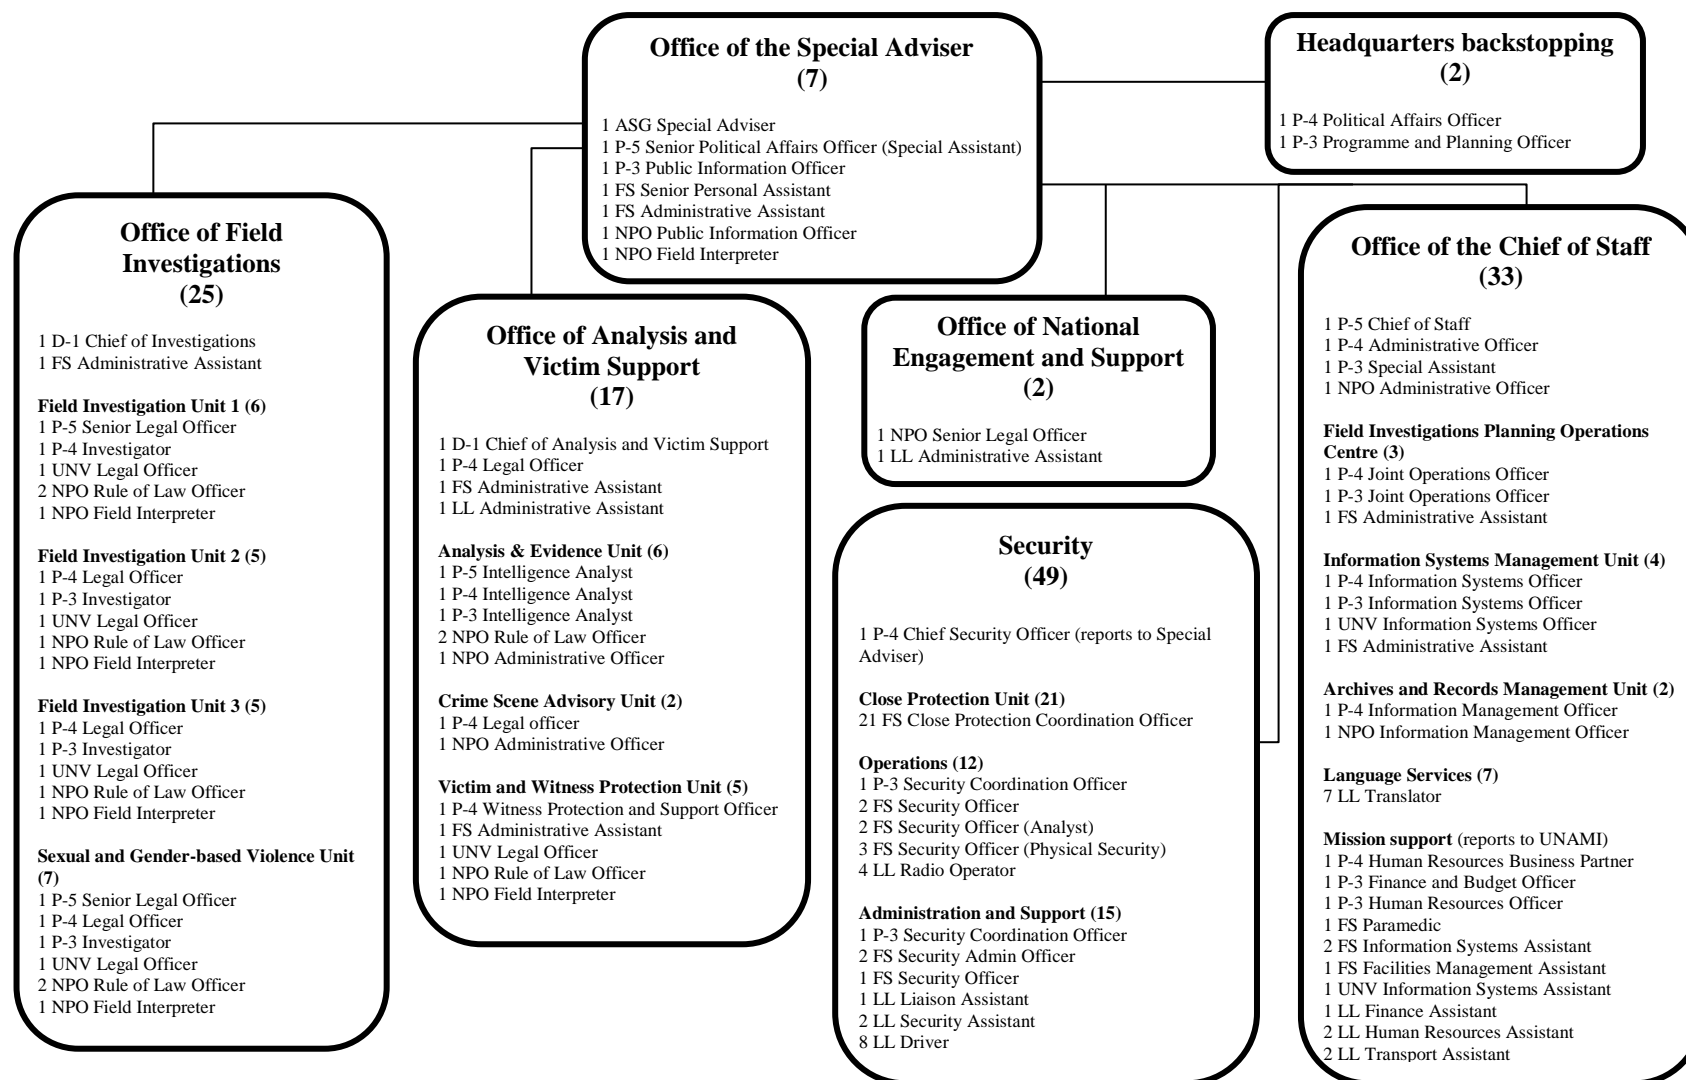 Office of the Special Adviser
(7)
1 ASG Special Adviser
1 P-5 Senior Political Affairs Officer (Special Assistant)
1 P-3 Public Information Officer
1 FS Senior Personal Assistant
1 FS Administrative Assistant
1 NPO Public Information Officer
1 NPO Field Interpreter
Headquarters backstopping
(2)
1 P-4 Political Affairs Officer
1 P-3 Programme and Planning Officer
Office of Field
Investigations
(25)
1 D-1 Chief of Investigations
1 FS Administrative Assistant
Field Investigation Unit 1 (6)
1 P-5 Senior Legal Officer
1 P-4 Investigator
1 UNV Legal Officer
2 NPO Rule of Law Officer
1 NPO Field Interpreter
Field Investigation Unit 2 (5)
1 P-4 Legal Officer
1 P-3 Investigator
1 UNV Legal Officer
1 NPO Rule of Law Officer
1 NPO Field Interpreter
Field Investigation Unit 3 (5)
1 P-4 Legal Officer
1 P-3 Investigator
1 UNV Legal Officer
1 NPO Rule of Law Officer
1 NPO Field Interpreter
Sexual and Gender-based Violence Unit
(7)
1 P-5 Senior Legal Officer
1 P-4 Legal Officer
1 P-3 Investigator
1 UNV Legal Officer
2 NPO Rule of Law Officer
1 NPO Field Interpreter
Office of Analysis and
Victim Support
(17)
1 D-1 Chief of Analysis and Victim Support
1 P-4 Legal Officer
1 FS Administrative Assistant
1 LL Administrative Assistant
Analysis & Evidence Unit (6)
1 P-5 Intelligence Analyst
1 P-4 Intelligence Analyst
1 P-3 Intelligence Analyst
2 NPO Rule of Law Officer
1 NPO Administrative Officer
Crime Scene Advisory Unit (2)
1 P-4 Legal officer
1 NPO Administrative Officer
Victim and Witness Protection Unit (5)
1 P-4 Witness Protection and Support Officer
1 FS Administrative Assistant
1 UNV Legal Officer
1 NPO Rule of Law Officer
1 NPO Field Interpreter
Office of National
Engagement and Support
(2)
1 NPO Senior Legal Officer
1 LL Administrative Assistant
Security
(49)
1 P-4 Chief Security Officer (reports to Special
Adviser)
Close Protection Unit (21)
21 FS Close Protection Coordination Officer
Operations (12)
1 P-3 Security Coordination Officer
2 FS Security Officer
2 FS Security Officer (Analyst)
3 FS Security Officer (Physical Security)
4 LL Radio Operator
Administration and Support (15)
1 P-3 Security Coordination Officer
2 FS Security Admin Officer
1 FS Security Officer
1 LL Liaison Assistant
2 LL Security Assistant
8 LL Driver
Office of the Chief of Staff
(33)
1 P-5 Chief of Staff
1 P-4 Administrative Officer
1 P-3 Special Assistant
1 NPO Administrative Officer
Field Investigations Planning Operations
Centre (3)
1 P-4 Joint Operations Officer
1 P-3 Joint Operations Officer
1 FS Administrative Assistant
Information Systems Management Unit (4)
1 P-4 Information Systems Officer
1 P-3 Information Systems Officer
1 UNV Information Systems Officer
1 FS Administrative Assistant
Archives and Records Management Unit (2)
1 P-4 Information Management Officer
1 NPO Information Management Officer
Language Services (7)
7 LL Translator
Mission support (reports to UNAMI)
1 P-4 Human Resources Business Partner
1 P-3 Finance and Budget Officer
1 P-3 Human Resources Officer
1 FS Paramedic
2 FS Information Systems Assistant
1 FS Facilities Management Assistant
1 UNV Information Systems Assistant
1 LL Finance Assistant
2 LL Human Resources Assistant
2 LL Transport Assistant